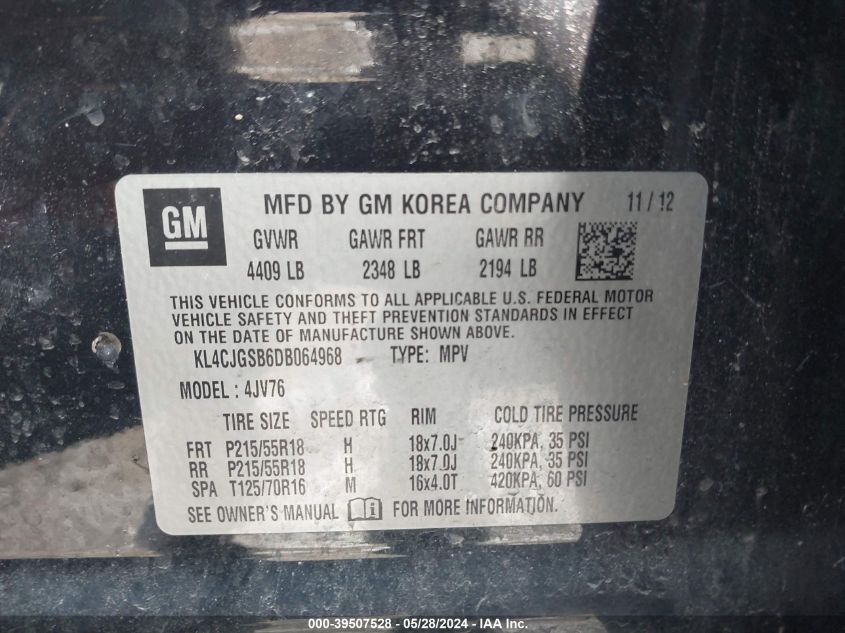 GM MFD BY GM KOREA COMPANY 11 / 12
GVWR GAWR FRT GAWR RR
4409 LB 2348 LB 2194 LB
THIS VEHICLE CONFORMS TO ALL APPLICABLE U.S. FEDERAL MOTOR
VEHICLE SAFETY AND THEFT PREVENTION STANDARDS IN EFFECT
ON THE DATE OF MANUFACTURE SHOWN ABOVE.
KL4CJGSB6DB064968 TYPE: MPV
MODEL : 4JV76
TIRE SIZE SPEED RTG RIM COLD TIRE PRESSURE
FRT P215/55R18 H 18x7.0J 240KPA, 35 PSI
RR P215/55R18 H 18x7.0J 240KPA, 35 PSI
SPA T125/70R16 M 16x4.0T 420KPA, 60 PSI
SEE OWNER'S MANUAL FOR MORE INFORMATION.
000-39507528 - 05/28/2024 - IAA Inc.